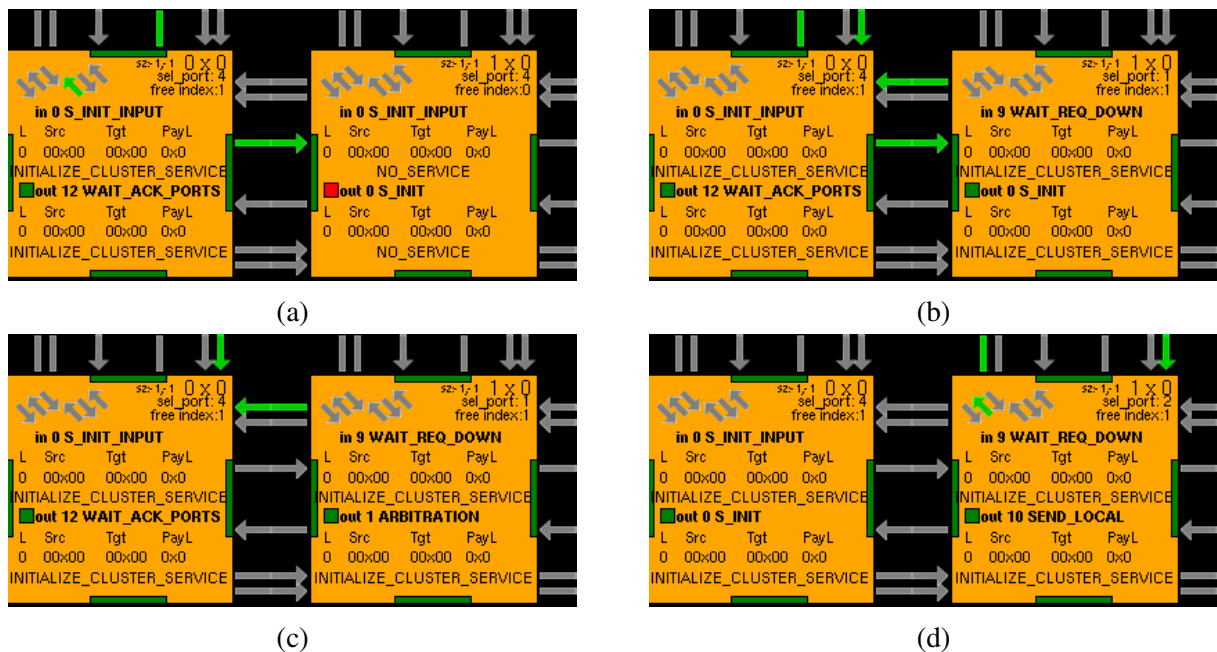 sz:-1,-1 0 x 0
sel_port: 4
free index:1
in 0 S_INIT_INPUT
L Src Tgt PayL
0 00x00 00x00 0x0
INITIALIZE_CLUSTER_SERVICE
out 12 WAIT_ACK_PORTS
L Src Tgt PayL
0 00x00 00x00 0x0
INITIALIZE_CLUSTER_SERVICE
sz:-1,-1 1 x 0
sel_port: 4
free index:0
in 0 S_INIT_INPUT
L Src Tgt PayL
0 00x00 00x00 0x0
NO_SERVICE
out 0 S_INIT
L Src Tgt PayL
0 00x00 00x00 0x0
NO_SERVICE
(a)
sz:-1,-1 0 x 0
sel_port: 4
free index:1
in 0 S_INIT_INPUT
L Src Tgt PayL
0 00x00 00x00 0x0
INITIALIZE_CLUSTER_SERVICE
out 12 WAIT_ACK_PORTS
L Src Tgt PayL
0 00x00 00x00 0x0
INITIALIZE_CLUSTER_SERVICE
sz:-1,-1 1 x 0
sel_port: 1
free index:1
in 9 WAIT_REQ_DOWN
L Src Tgt PayL
0 00x00 00x00 0x0
INITIALIZE_CLUSTER_SERVICE
out 0 S_INIT
L Src Tgt PayL
0 00x00 00x00 0x0
INITIALIZE_CLUSTER_SERVICE
(b)
sz:-1,-1 0 x 0
sel_port: 4
free index:1
in 0 S_INIT_INPUT
L Src Tgt PayL
0 00x00 00x00 0x0
INITIALIZE_CLUSTER_SERVICE
out 12 WAIT_ACK_PORTS
L Src Tgt PayL
0 00x00 00x00 0x0
INITIALIZE_CLUSTER_SERVICE
sz:-1,-1 1 x 0
sel_port: 1
free index:1
in 9 WAIT_REQ_DOWN
L Src Tgt PayL
0 00x00 00x00 0x0
INITIALIZE_CLUSTER_SERVICE
out 1 ARBITRATION
L Src Tgt PayL
0 00x00 00x00 0x0
INITIALIZE_CLUSTER_SERVICE
(c)
sz:-1,-1 0 x 0
sel_port: 4
free index:1
in 0 S_INIT_INPUT
L Src Tgt PayL
0 00x00 00x00 0x0
INITIALIZE_CLUSTER_SERVICE
out 0 S_INIT
L Src Tgt PayL
0 00x00 00x00 0x0
INITIALIZE_CLUSTER_SERVICE
sz:-1,-1 1 x 0
sel_port: 2
free index:1
in 9 WAIT_REQ_DOWN
L Src Tgt PayL
0 00x00 00x00 0x0
INITIALIZE_CLUSTER_SERVICE
out 10 SEND_LOCAL
L Src Tgt PayL
0 00x00 00x00 0x0
INITIALIZE_CLUSTER_SERVICE
(d)